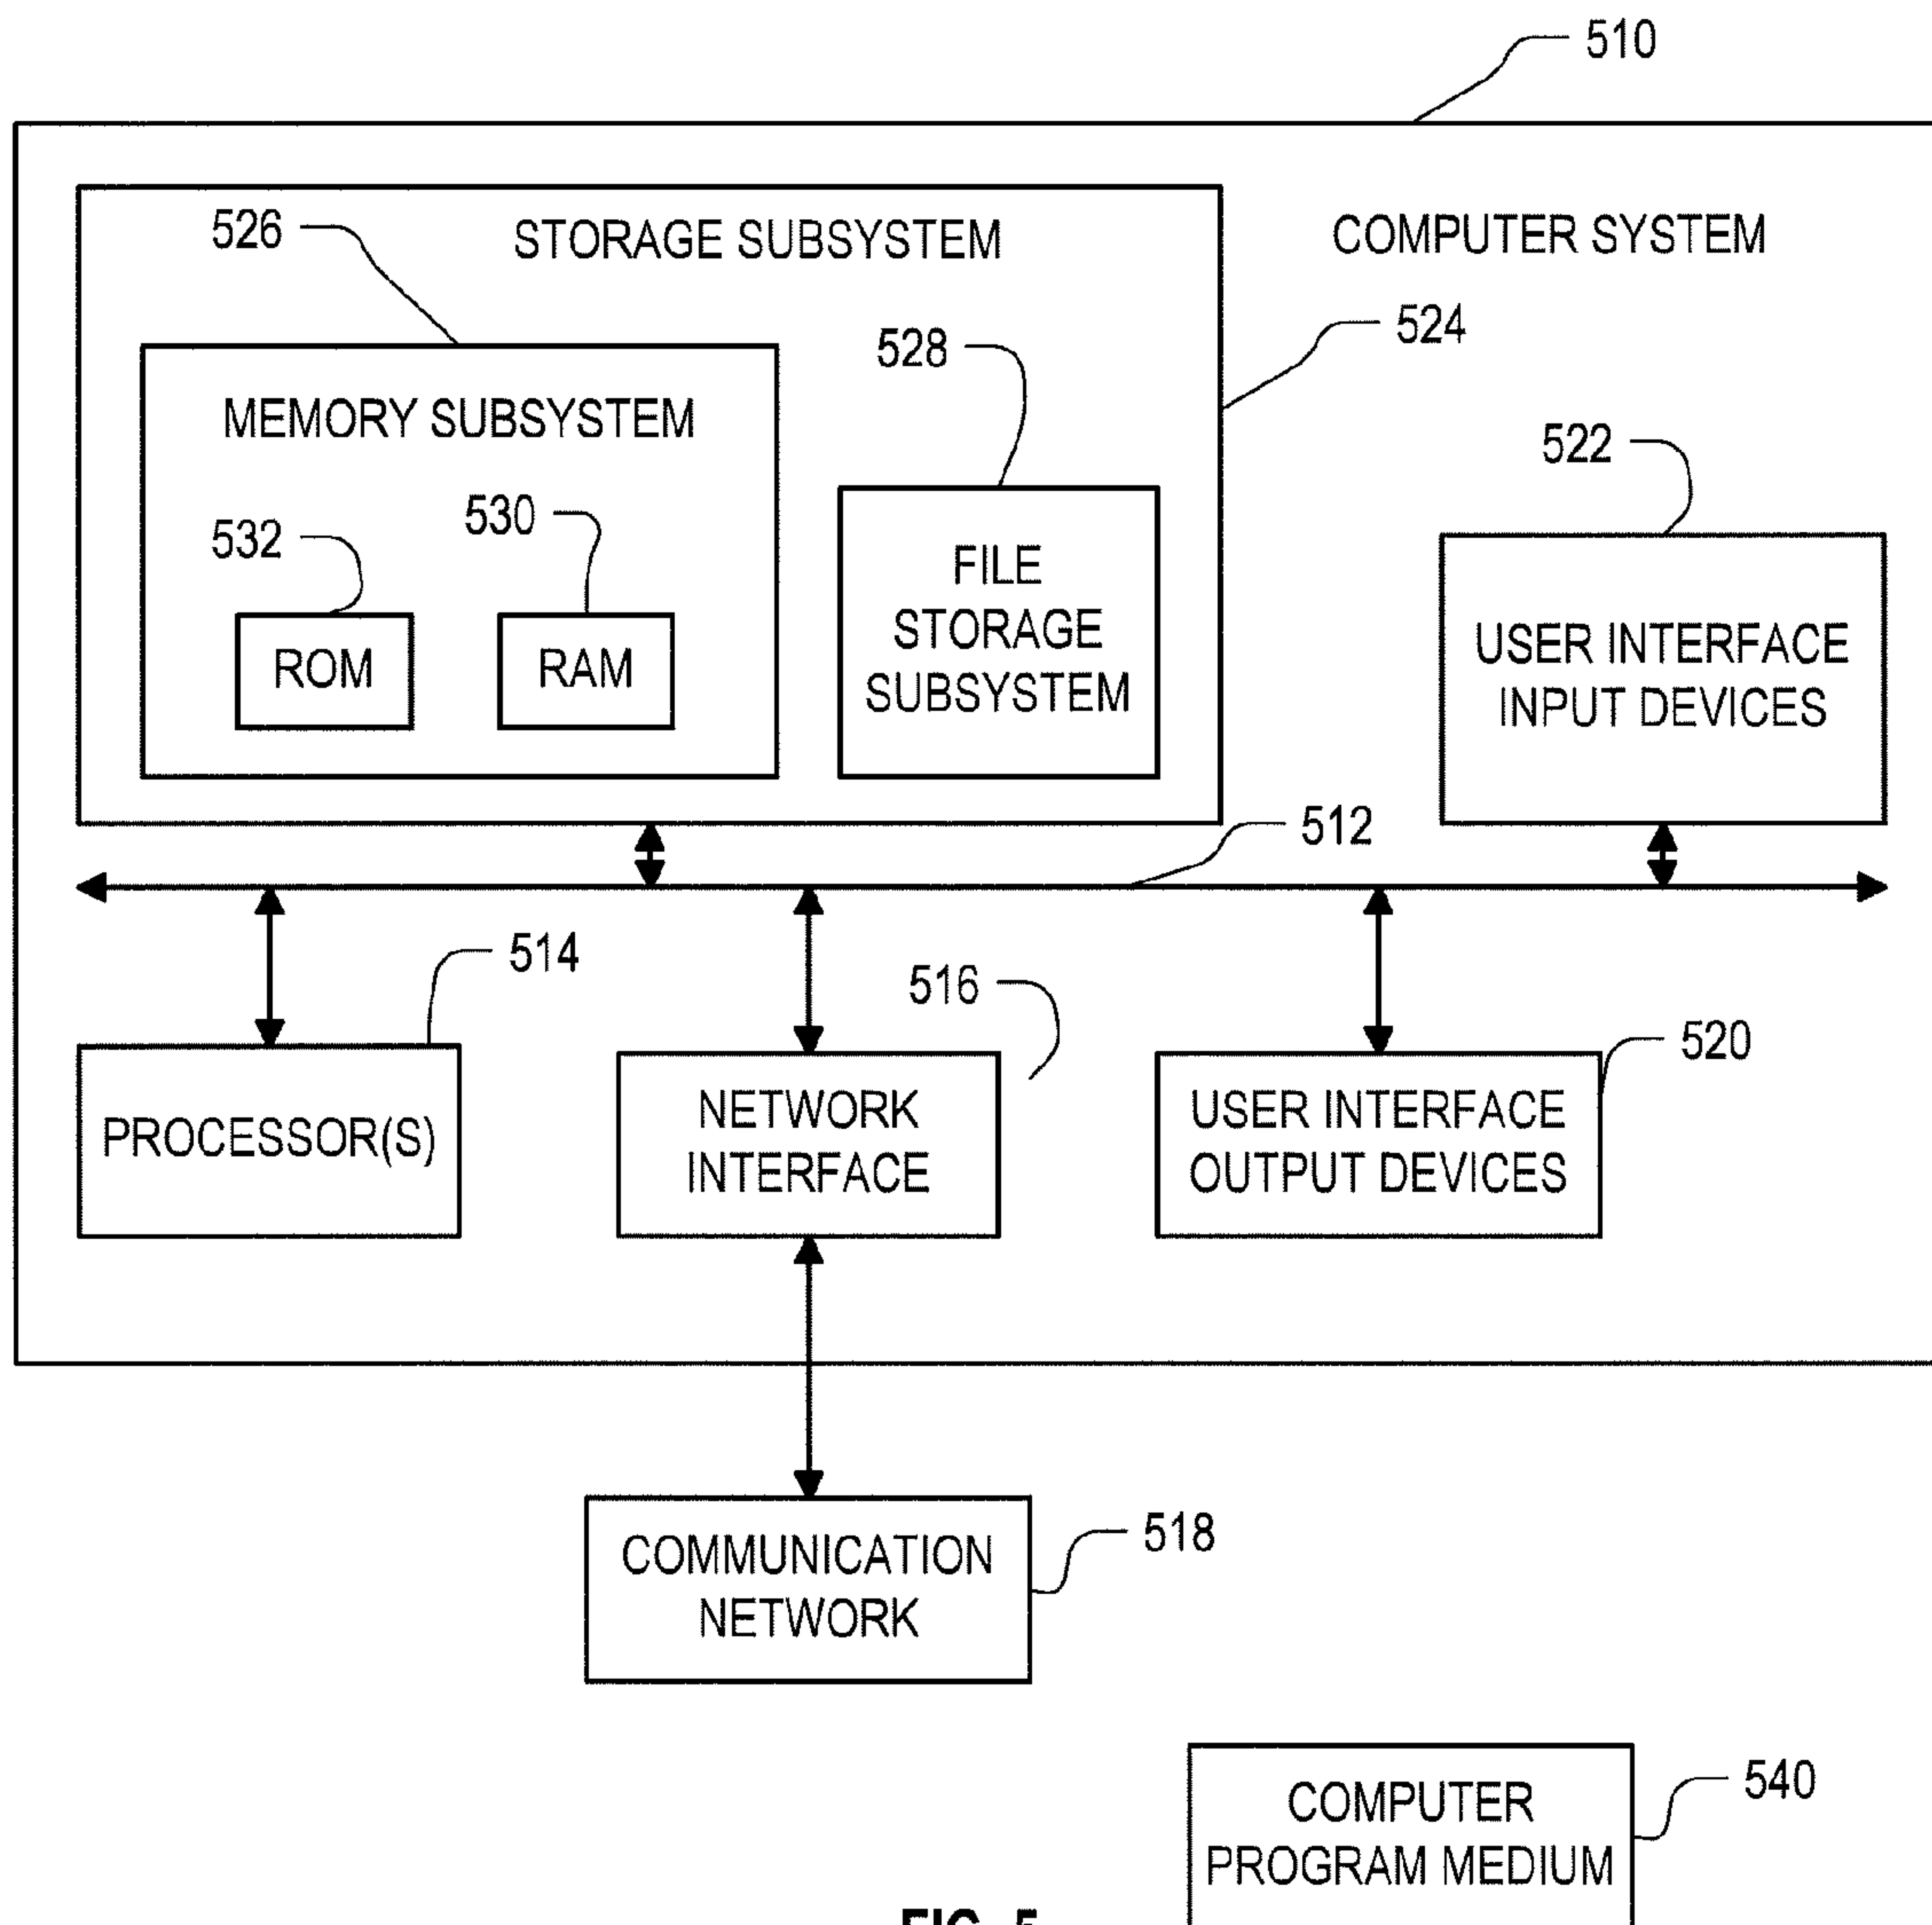 510
526
STORAGE SUBSYSTEM
COMPUTER SYSTEM
524
528
MEMORY SUBSYSTEM
522
532
530
FILE
STORAGE
SUBSYSTEM
ROM
RAM
USER INTERFACE
INPUT DEVICES
512
514
516
520
PROCESSOR(S)
NETWORK
INTERFACE
USER INTERFACE
OUTPUT DEVICES
COMMUNICATION
NETWORK
518
COMPUTER
PROGRAM MEDIUM
540
FIG. 5